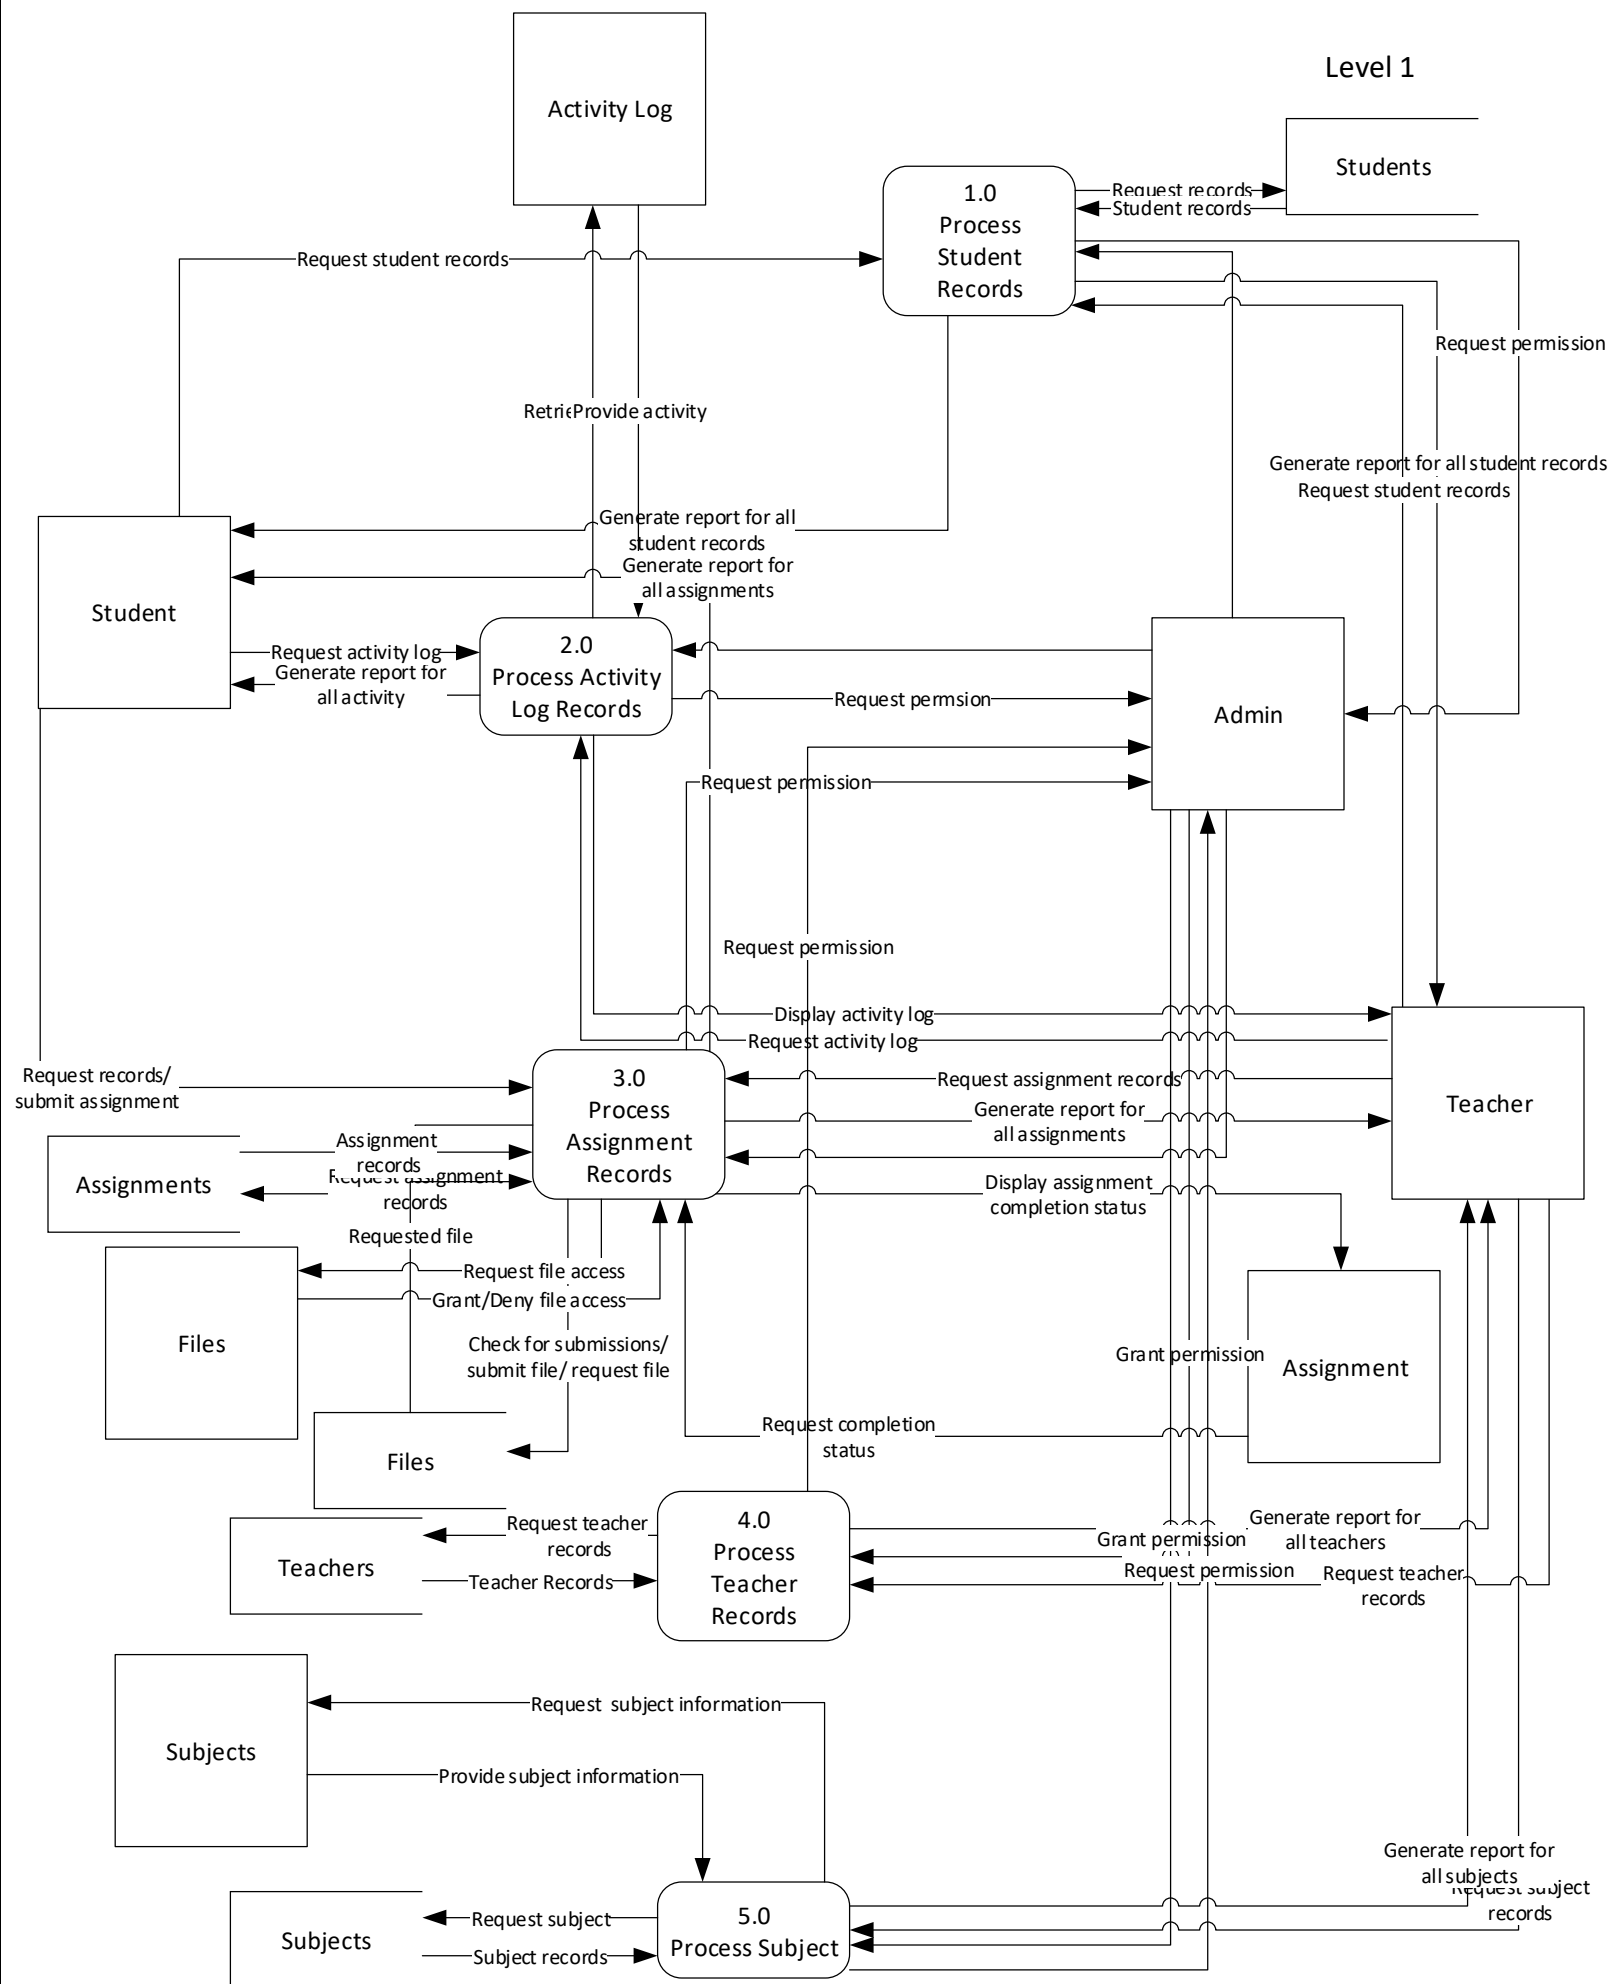 Level 1
Activity Log
Students
1.0
Process
Student
Records
Request records
Student records
Request student records
Request permission
Provide activity
Generate report for all student records
Request student records
Generate report for all
student records
Generate report for
all assignments
Student
2.0
Process Activity
Log Records
Request activity log
Generate report for
all activity
Request permsion
Admin
Request permission
Request permission
Display activity log
Request activity log
Request records/
submit assignment
3.0
Process
Assignment
Records
Request assignment records
Generate report for
all assignments
Teacher
Assignment
records
Assignments
Request assignment
records
Display assignment
completion status
Requested file
Request file access
Grant/Deny file access
Files
Check for submissions/
submit file/ request file
Grant permission
Assignment
Request completion
status
Files
4.0
Process
Teacher
Records
Request teacher
records
Teachers
Teacher Records
Generate report for
all teachers
Grant permission
Request permission
Request teacher
records
Subjects
Request subject information
Provide subject information
Generate report for
all subjects
Request subject
records
5.0
Process Subject
Request subject
Subjects
Subject records